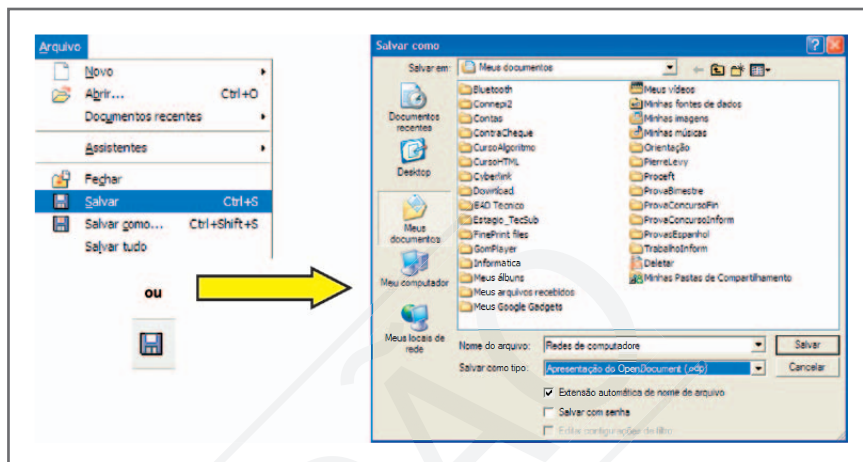 Arquivo
Novo
Abrir... Ctrl+O
Documentos recentes
Assistentes
Fechar
Salvar Ctrl+S
Salvar como... Ctrl+Shift+S
Salvar tudo
ou
Salvar como
Salvar em: Meus documentos
Documentos recentes
Desktop
Meus documentos
Meu computador
Meus locais de rede
Bluetooth
Connepi2
Contas
ContraCheque
CursoAlgoritmo
CursoHTML
Cyberlink
Download
EAD Tecnico
Estagio_TecSub
FinePrint files
GomPlayer
Informatica
Meus álbuns
Meus arquivos recebidos
Meus Google Gadgets
Meus vídeos
Minhas fontes de dados
Minhas imagens
Minhas músicas
Orientação
PierreLevy
Proceft
ProvaBimestre
ProvaConcursoFin
ProvaConcursoInform
ProvasEspanhol
TrabalhoInform
Deletar
Minhas Pastas de Compartilhamento
Nome do arquivo: Redes de computadore Salvar
Salvar como tipo: Apresentação do OpenDocument (.odp) Cancelar
Extensão automática de nome de arquivo
Salvar com senha
Editar configurações de filtro